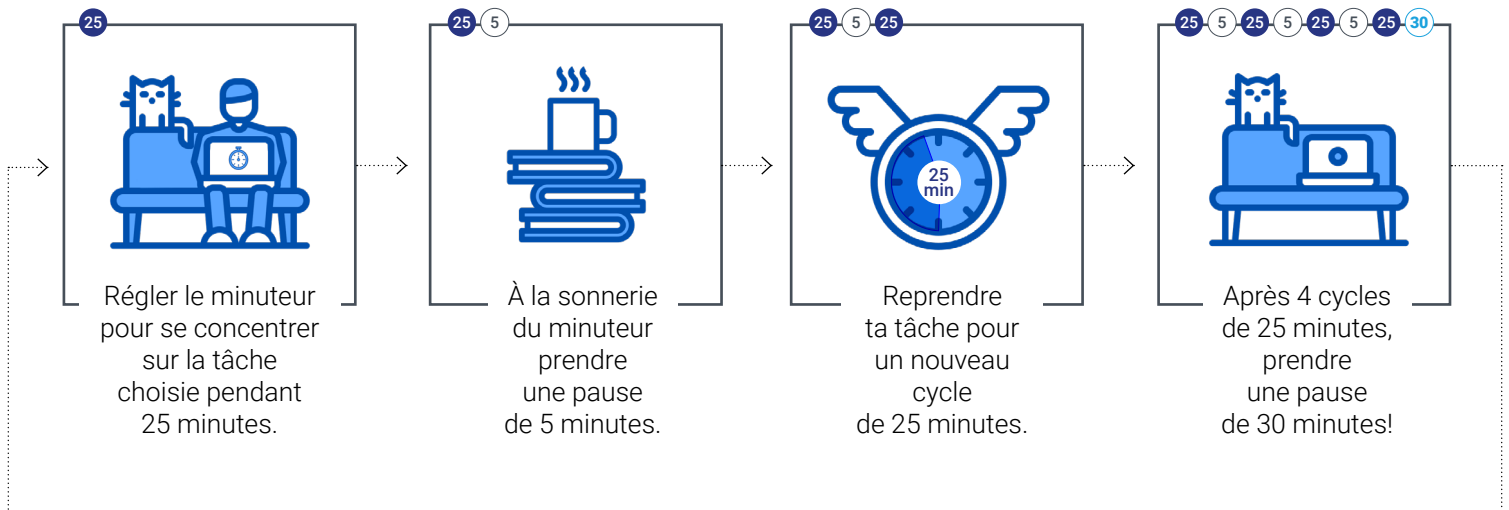 25
Régler le minuteur
pour se concentrer
sur la tâche
choisie pendant
25 minutes.
25 5
À la sonnerie
du minuteur
prendre
une pause
de 5 minutes.
25 5 25
25
min
Reprendre
ta tâche pour
un nouveau
cycle
de 25 minutes.
25 5 25 5 25 5 25 30
Après 4 cycles
de 25 minutes,
prendre
une pause
de 30 minutes!